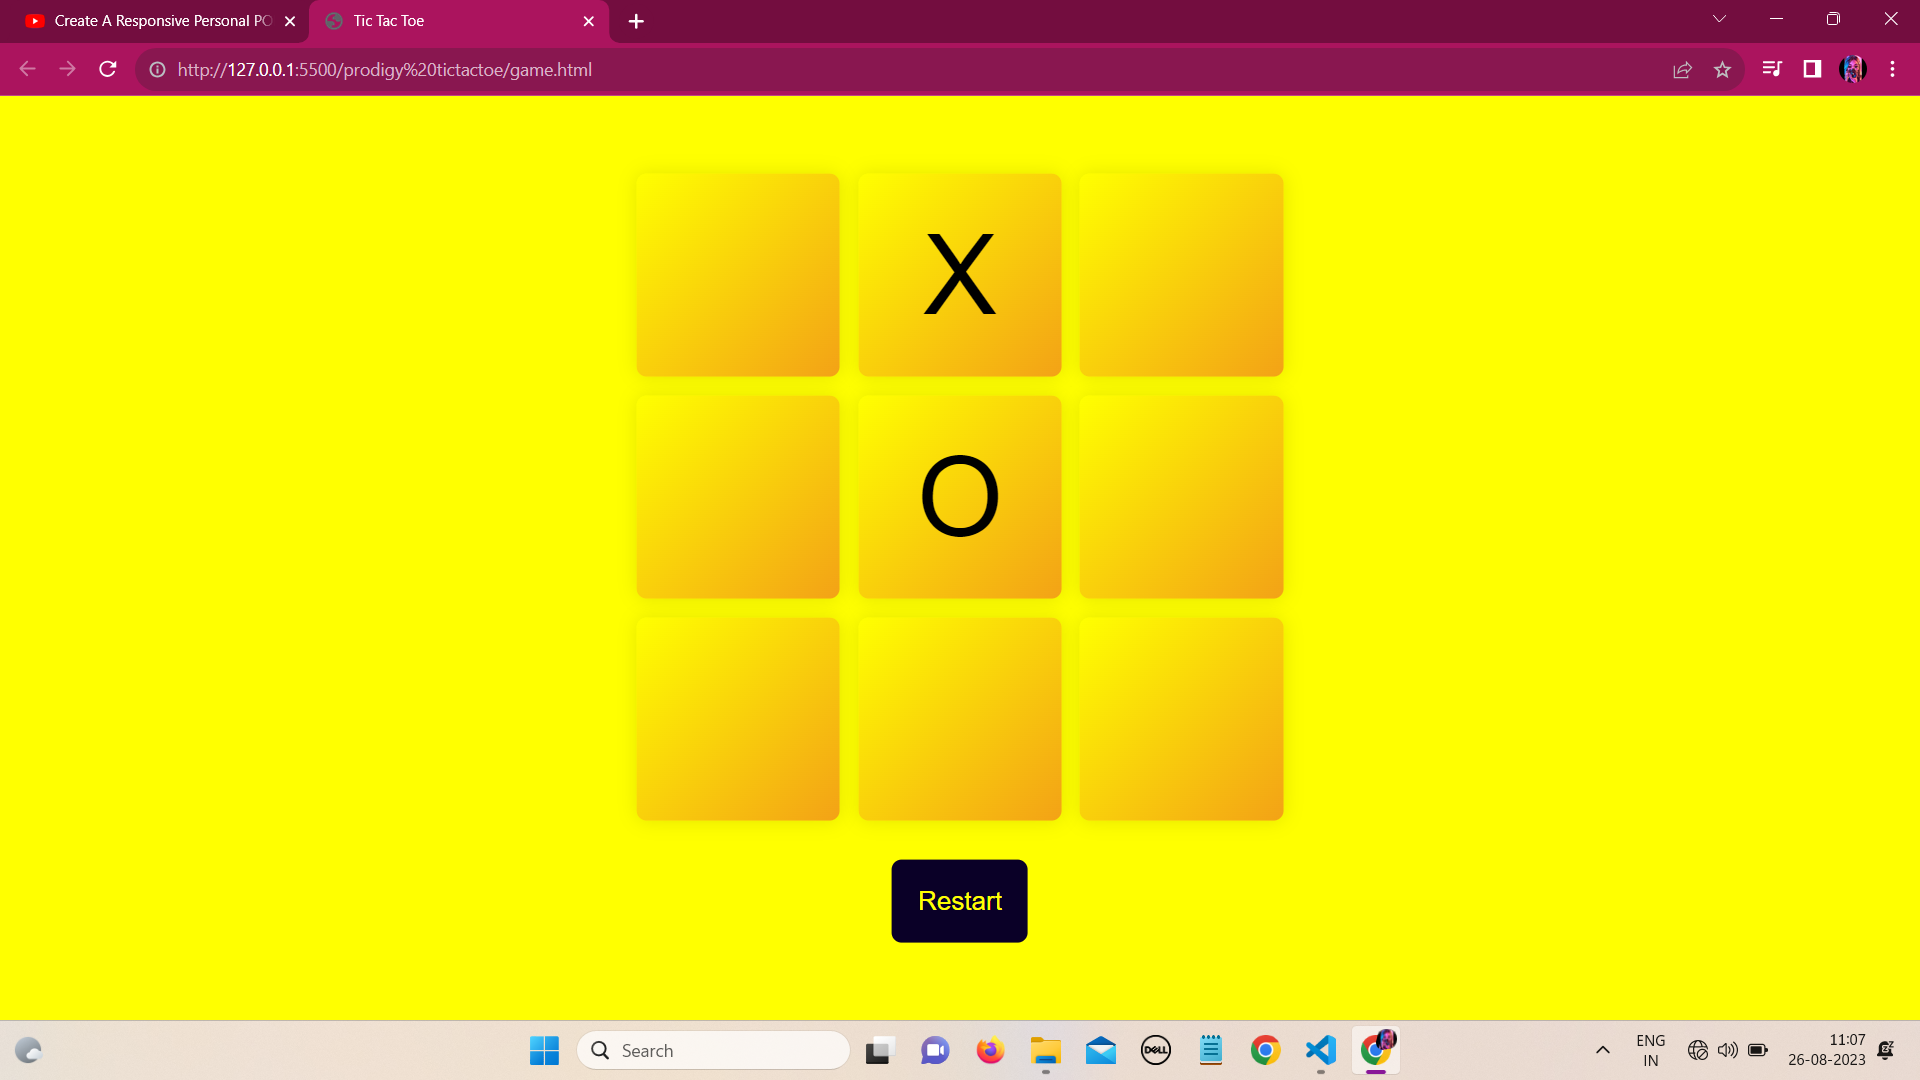 Create A Responsive Personal PO
Tic Tac Toe
http://127.0.0.1:5500/prodigy%20tictactoe/game.html
X
O
Restart
Search
DELL
ENG
IN
11:07
26-08-2023